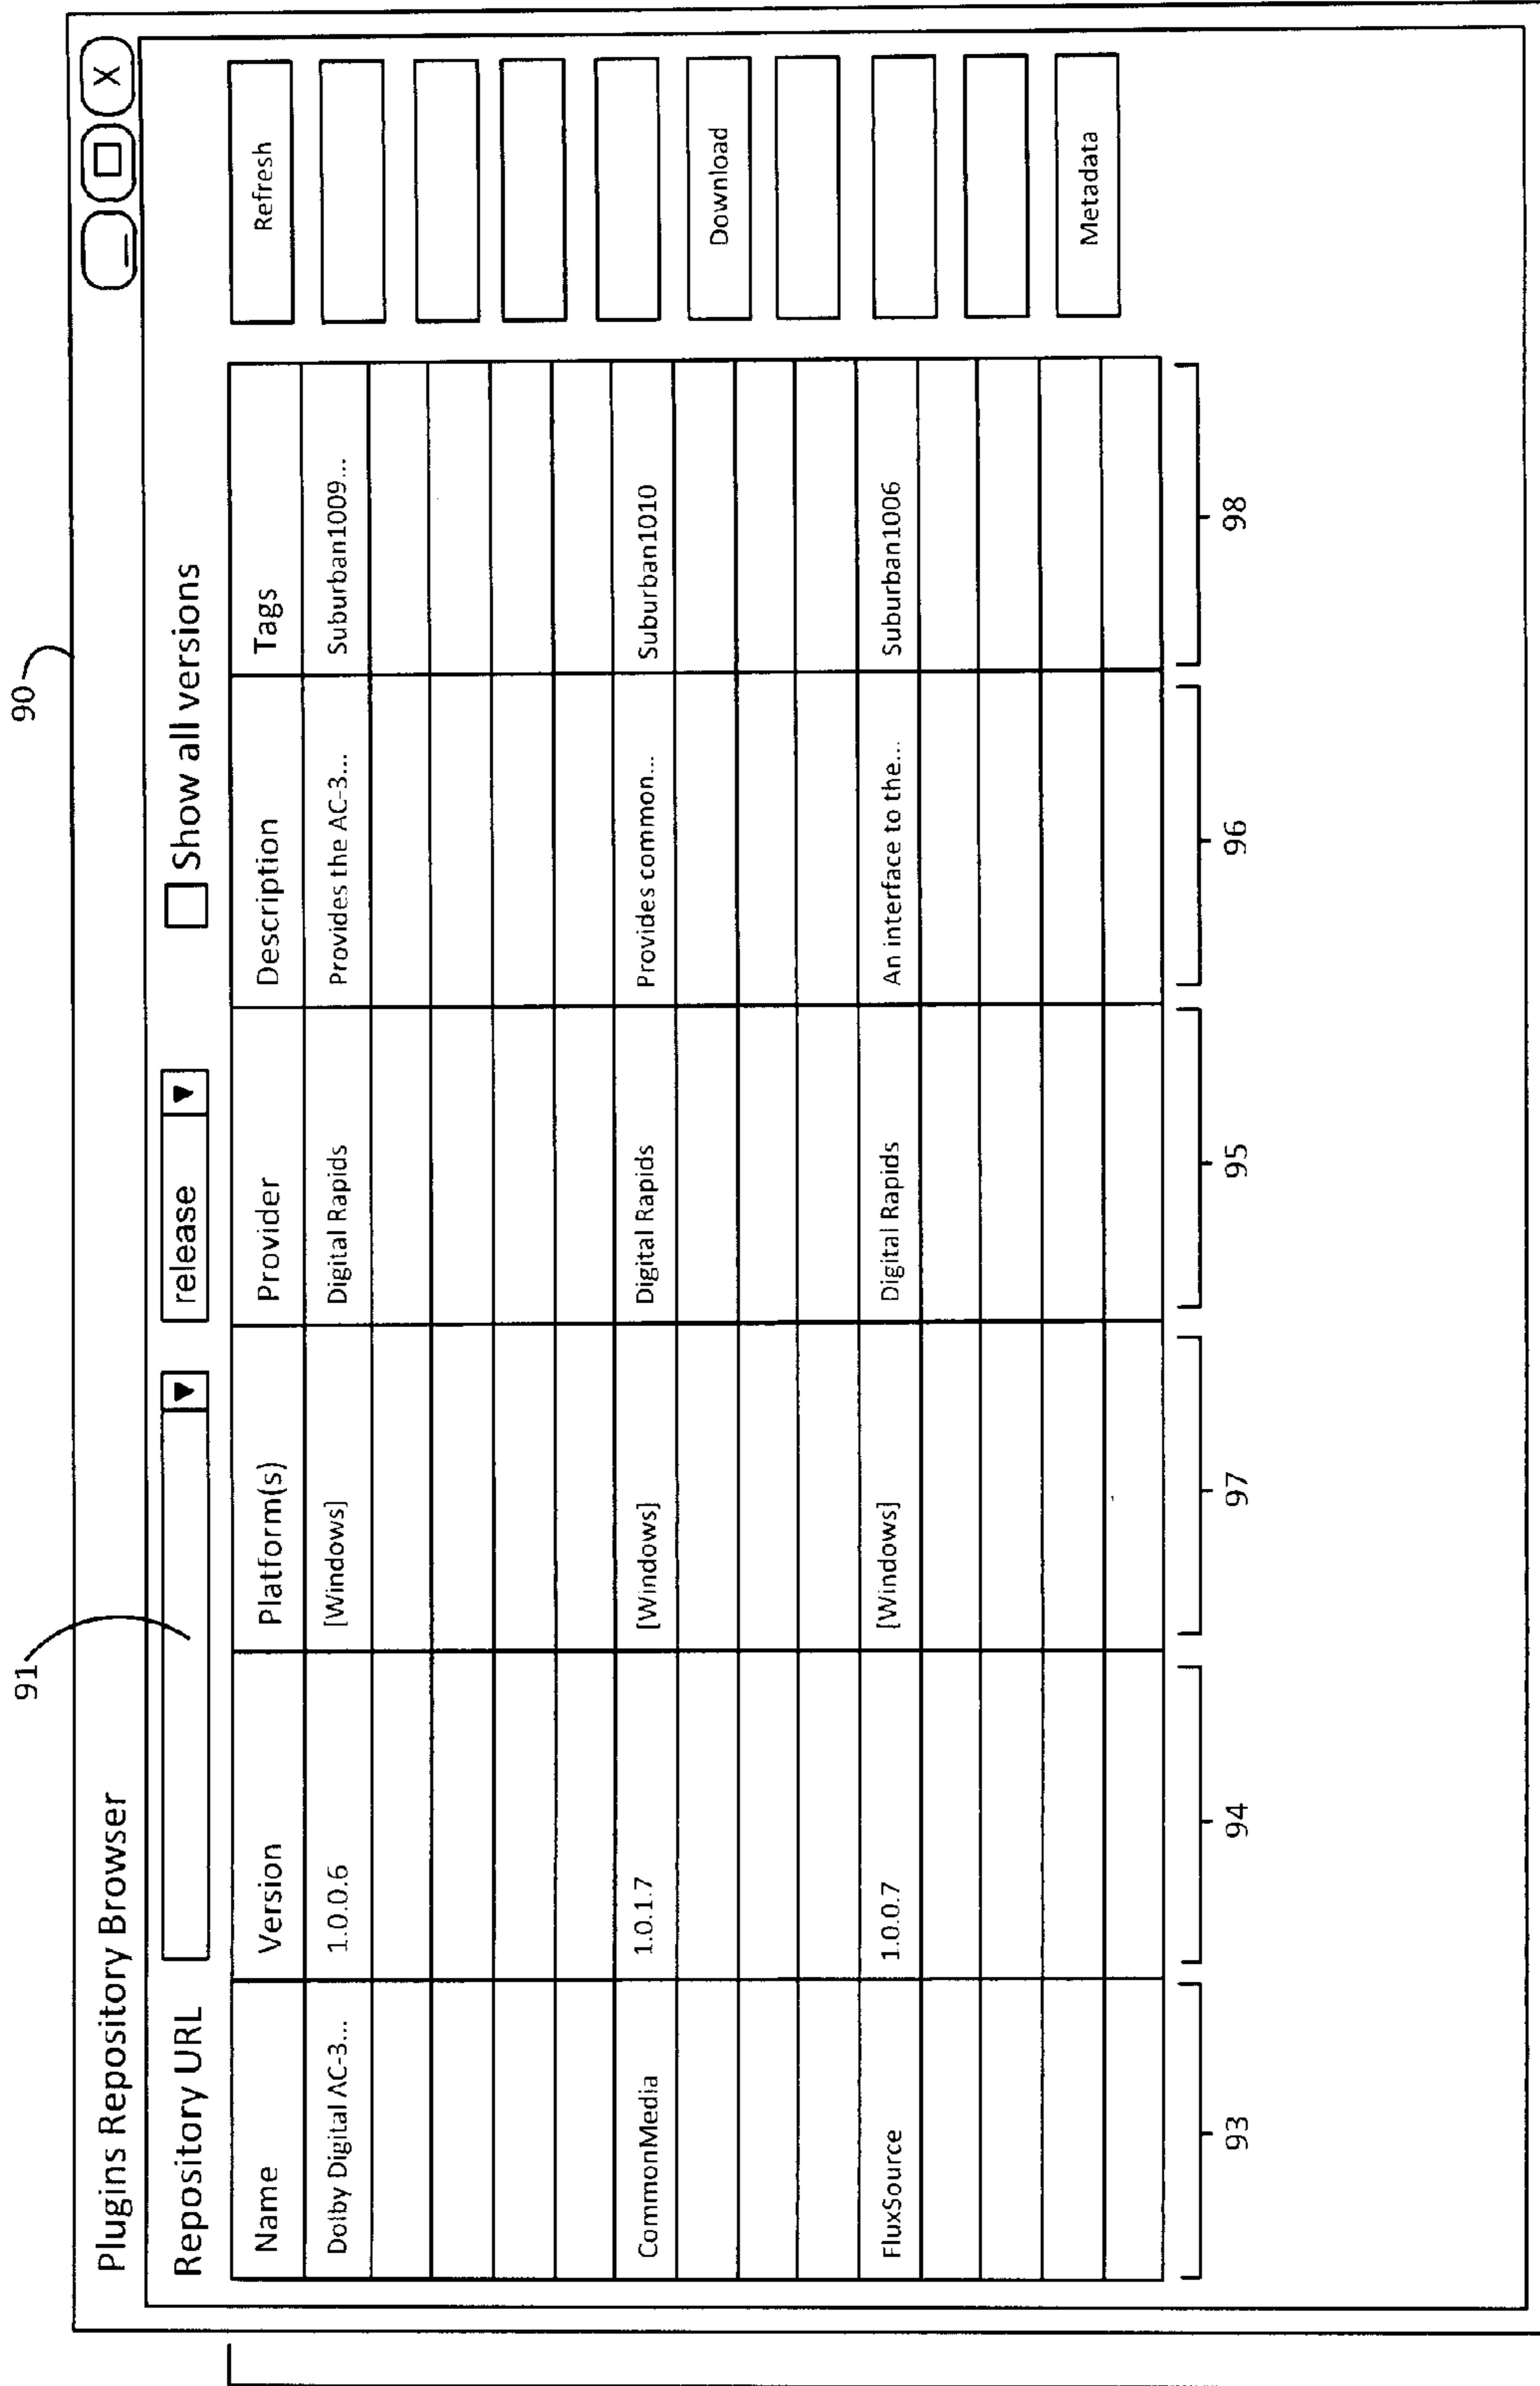 90
91
Plugins Repository Browser
X
Repository URL
release
Show all versions
Name Version Platform(s) Provider Description Tags
Refresh
Dolby Digital AC-3... 1.0.0.6 [Windows] Digital Rapids Provides the AC-3... Suburban1009...
CommonMedia 1.0.1.7 [Windows] Digital Rapids Provides common... Suburban1010
Download
FluxSource 1.0.0.7 [Windows] Digital Rapids An interface to the... Suburban1006
Metadata
93 94 97 95 96 98